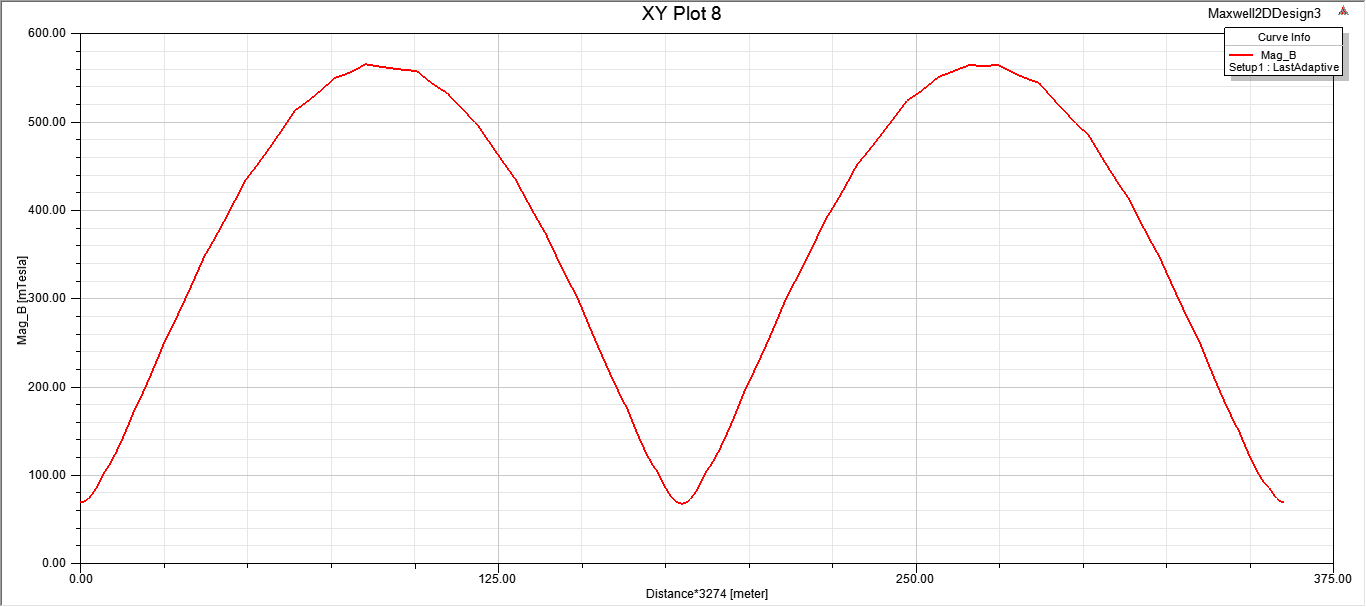 XY Plot 8
Maxwell2DDesign3
Curve Info
Mag_B
Setup1 : LastAdaptive
600.00
500.00
400.00
300.00
200.00
100.00
0.00
Mag_B [mTesla]
0.00
125.00
250.00
375.00
Distance*3274 [meter]